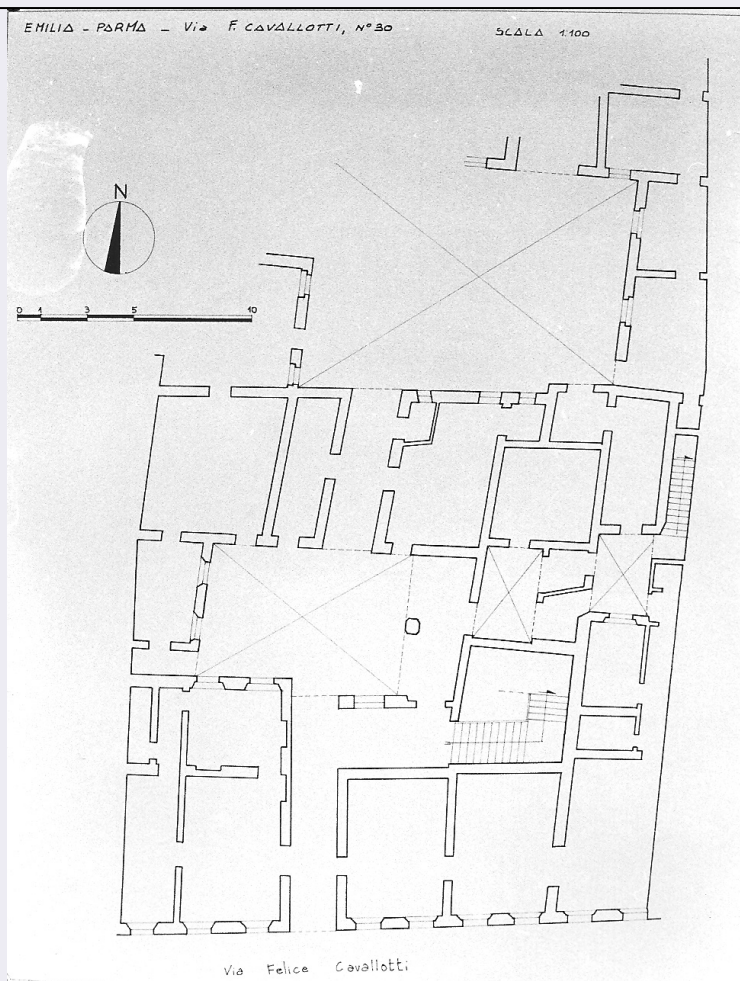 EMILIA - PARMA - Via F. CAVALLOTTI, N° 30
SCALA 1:100
N
0 1 3 5 10
Via Felice Cavallotti